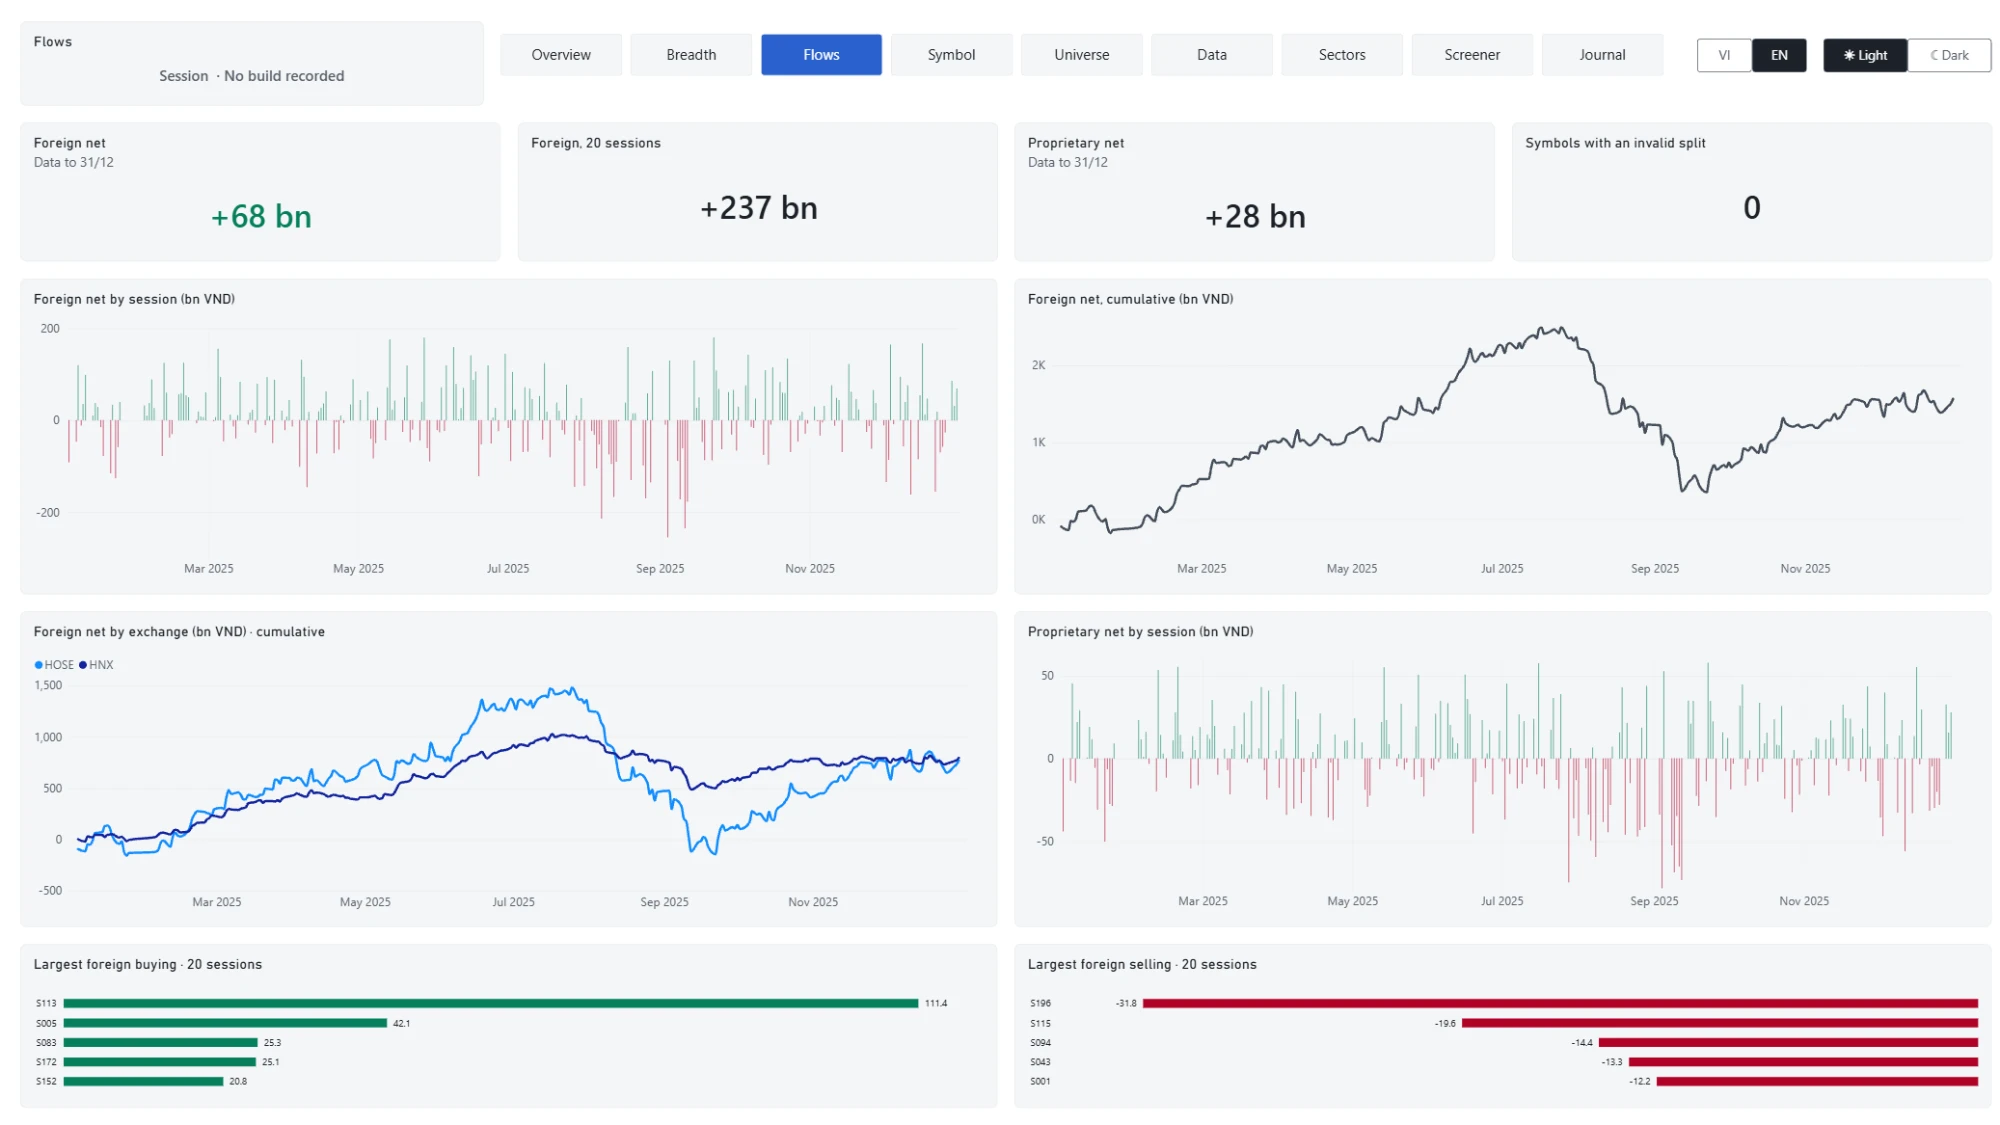 Flows
Session · No build recorded
Overview
Breadth
Flows
Symbol
Universe
Data
Sectors
Screener
Journal
VI
EN
☀ Light
☾ Dark
Foreign net
Data to 31/12
+68 bn
Foreign, 20 sessions
+237 bn
Proprietary net
Data to 31/12
+28 bn
Symbols with an invalid split
0
Foreign net by session (bn VND)
200
0
-200
Mar 2025
May 2025
Jul 2025
Sep 2025
Nov 2025
Foreign net, cumulative (bn VND)
2K
1K
0K
Mar 2025
May 2025
Jul 2025
Sep 2025
Nov 2025
Foreign net by exchange (bn VND) · cumulative
HOSE
HNX
1,500
1,000
500
0
-500
Mar 2025
May 2025
Jul 2025
Sep 2025
Nov 2025
Proprietary net by session (bn VND)
50
0
-50
Mar 2025
May 2025
Jul 2025
Sep 2025
Nov 2025
Largest foreign buying · 20 sessions
S113 111.4
S005 42.1
S083 25.3
S172 25.1
S152 20.8
Largest foreign selling · 20 sessions
S196 -31.8
S115 -19.6
S094 -14.4
S043 -13.3
S001 -12.2